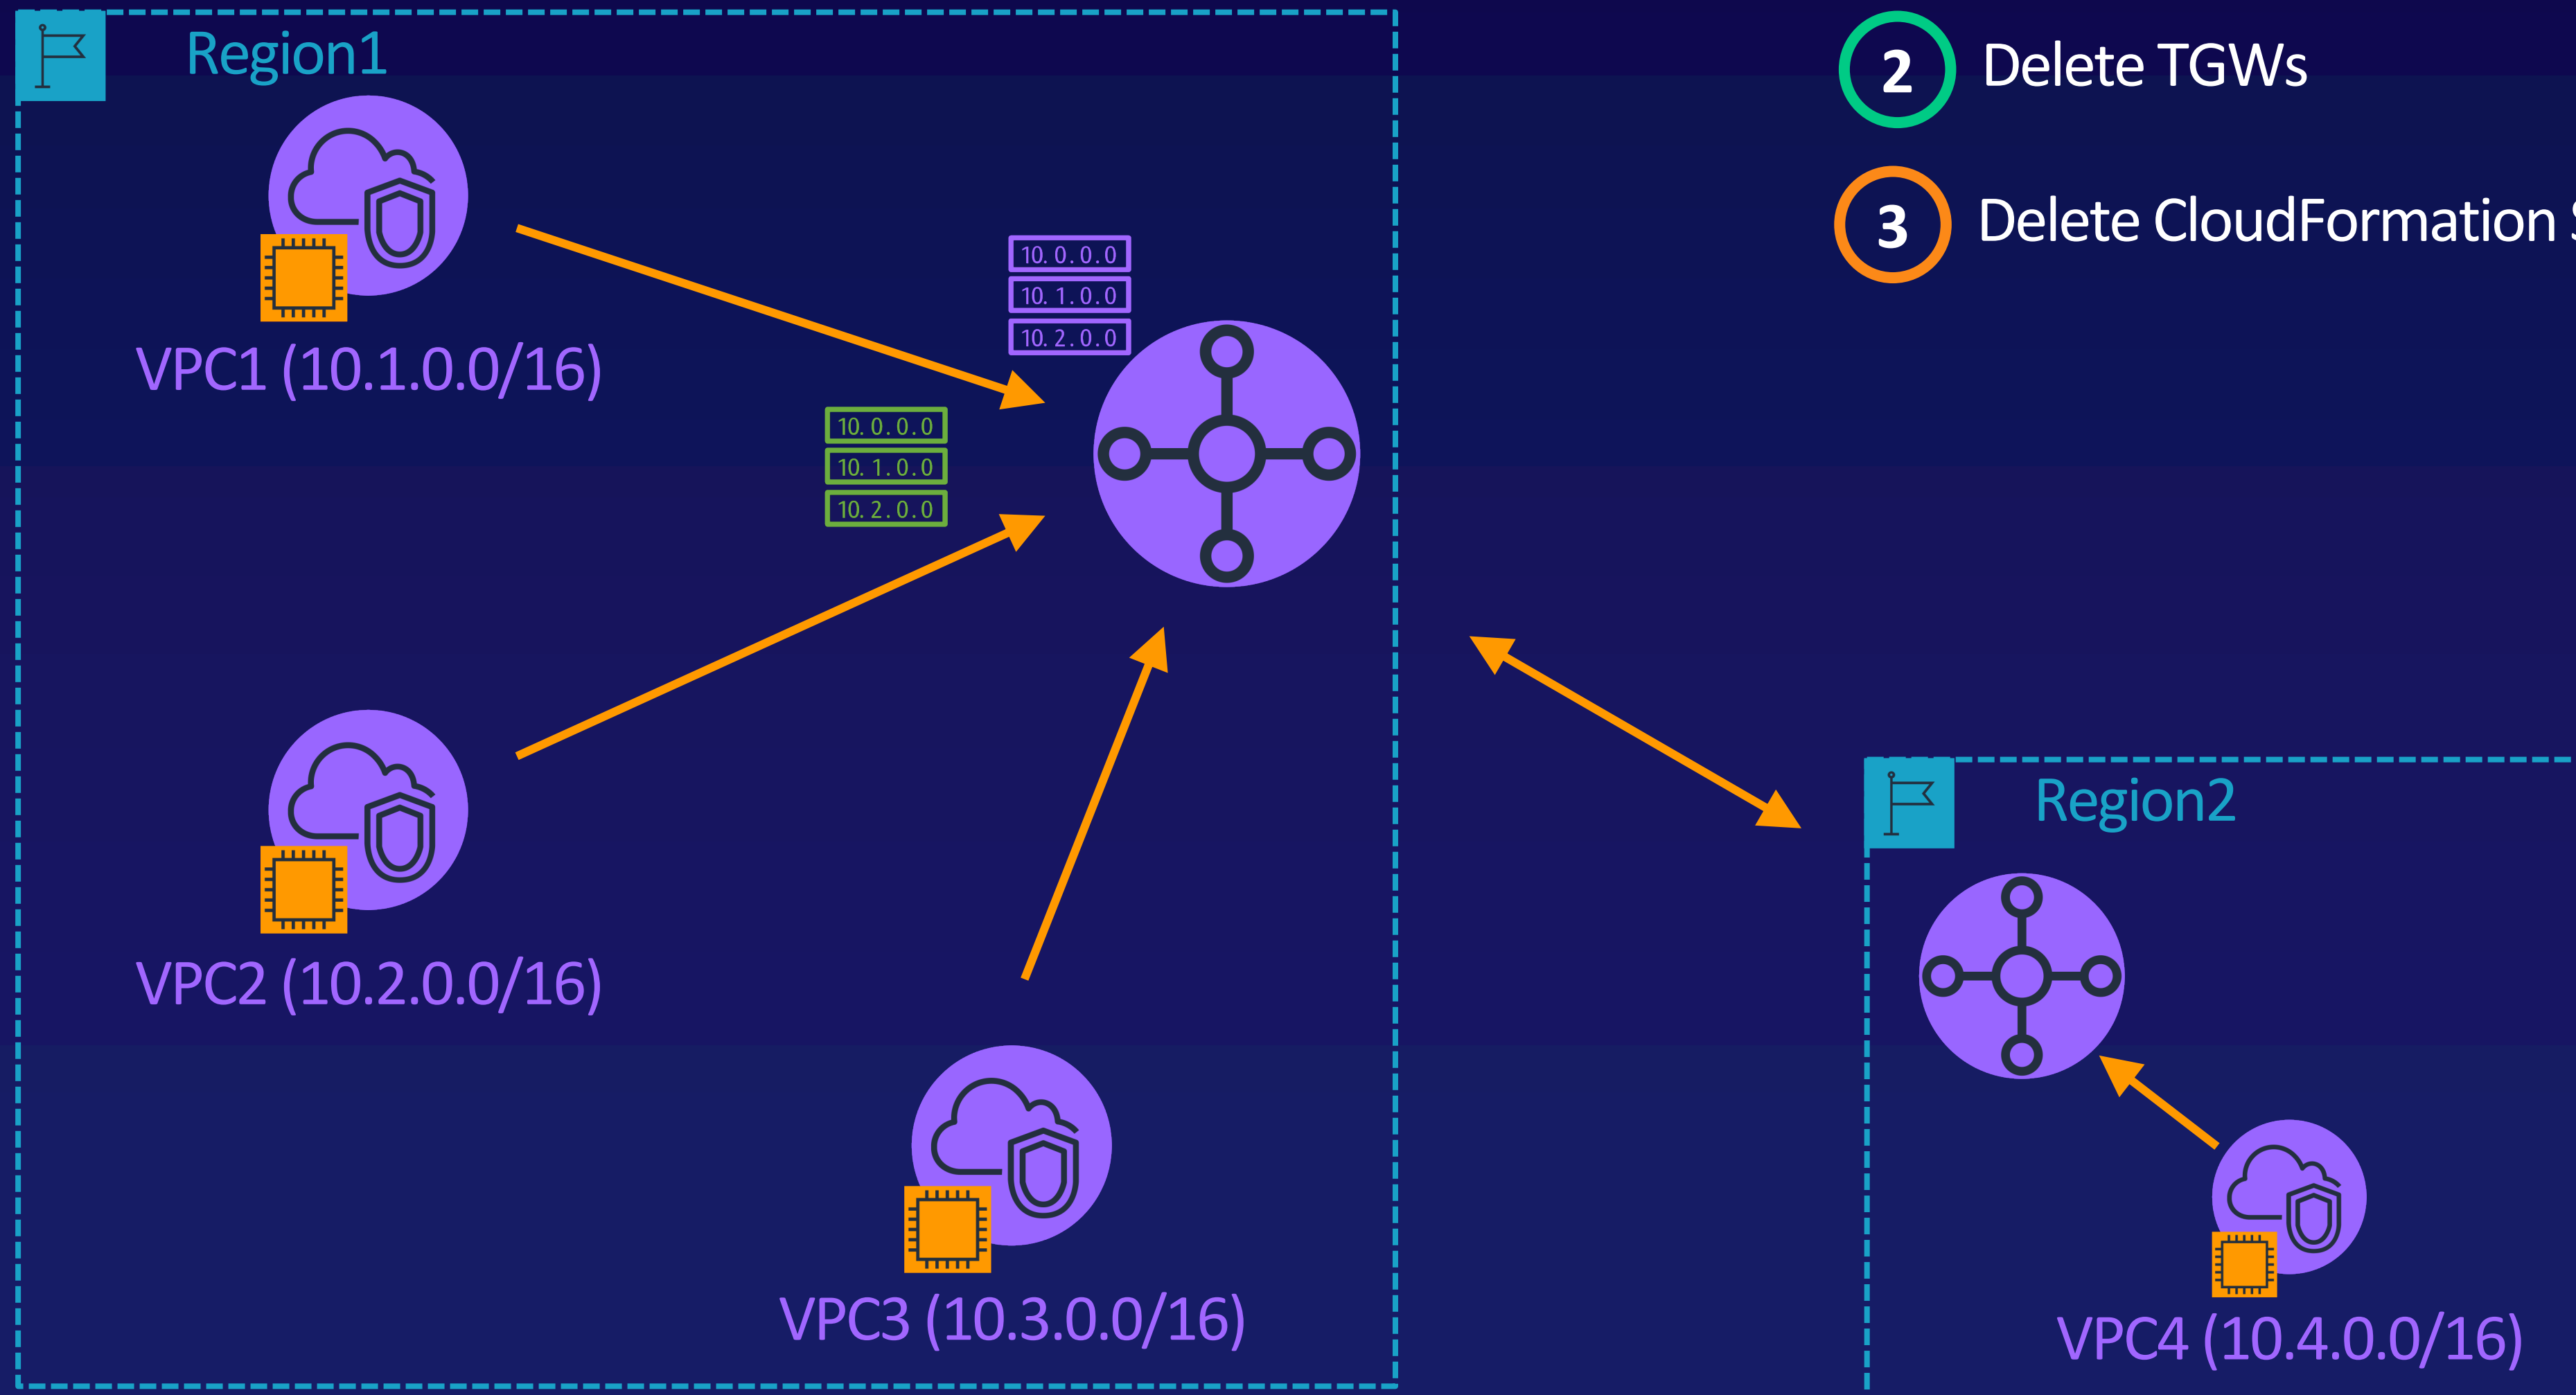 Region1
2 Delete TGWs
3 Delete CloudFormation
10.0.0.0
10.1.0.0
10.2.0.0
VPC1 (10.1.0.0/16)
10.0.0.0
10.1.0.0
10.2.0.0
VPC2 (10.2.0.0/16)
VPC3 (10.3.0.0/16)
Region2
VPC4 (10.4.0.0/16)